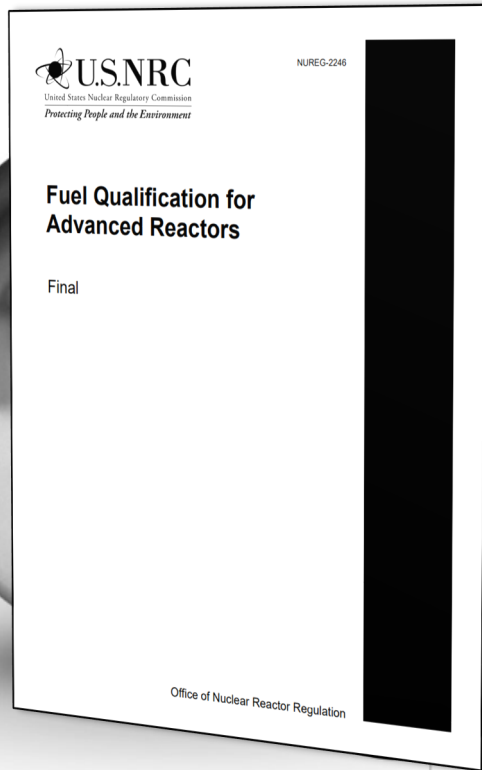 U.S.NRC
NUREG-2246
United States Nuclear Regulatory Commission
Protecting People and the Environment
Fuel Qualification for
Advanced Reactors
Final
Office of Nuclear Reactor Regulation